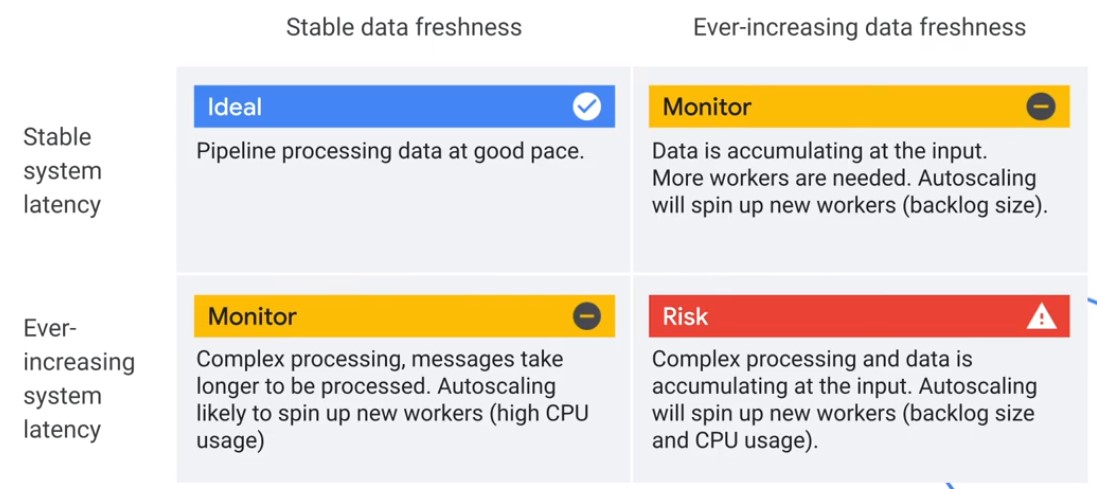 Stable data freshness
Ever-increasing data freshness
Stable
system
latency
Ideal
Pipeline processing data at good pace.
Monitor
Data is accumulating at the input.
More workers are needed. Autoscaling
will spin up new workers (backlog size).
Ever-
increasing
system
latency
Monitor
Complex processing, messages take
longer to be processed. Autoscaling
likely to spin up new workers (high CPU
usage)
Risk
Complex processing and data is
accumulating at the input. Autoscaling
will spin up new workers (backlog size
and CPU usage).